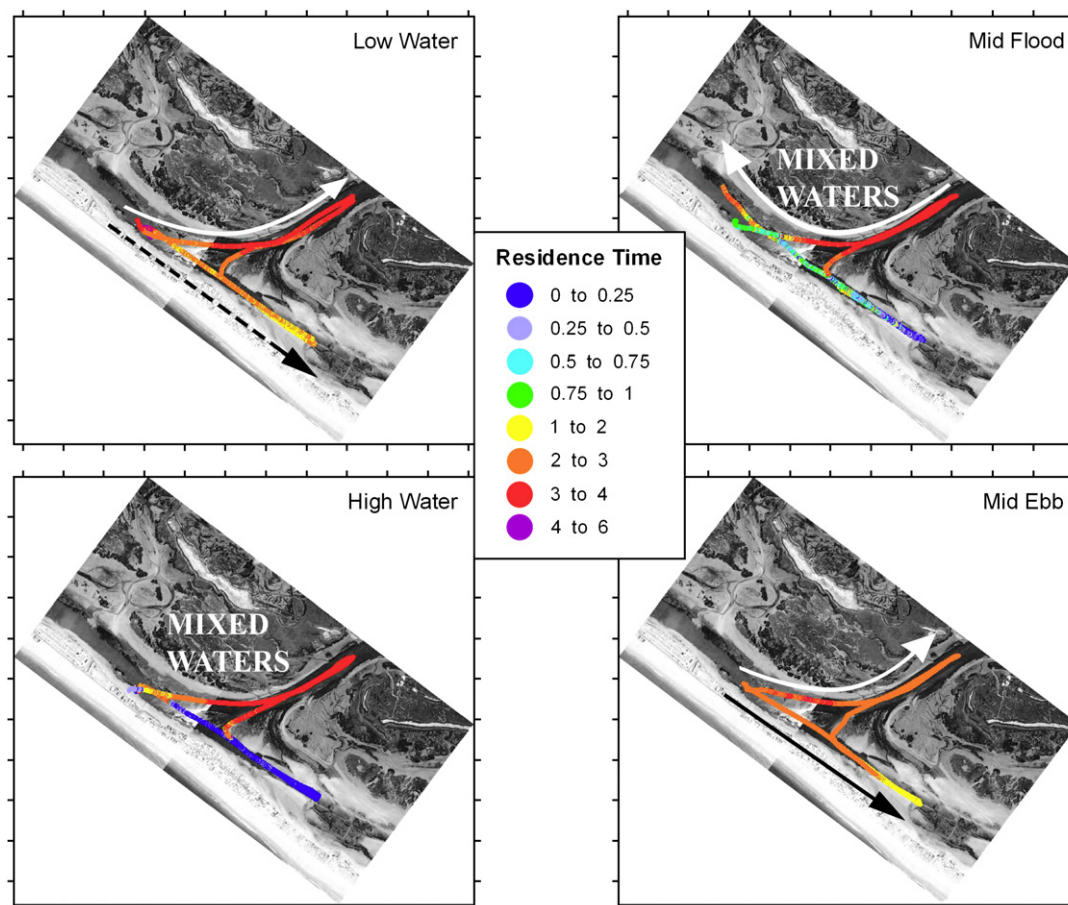 Low Water
Mid Flood
MIXED
WATERS
Residence Time
0 to 0.25
0.25 to 0.5
0.5 to 0.75
0.75 to 1
1 to 2
2 to 3
3 to 4
4 to 6
High Water
Mid Ebb
MIXED
WATERS